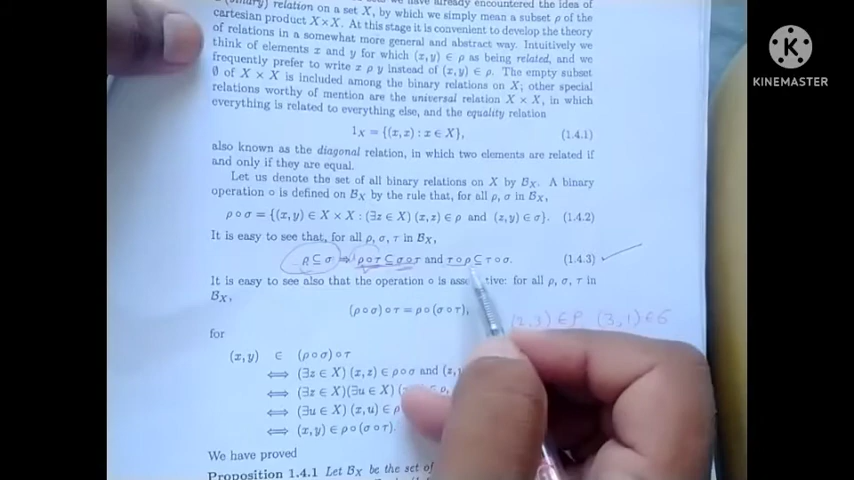 (binary) relation on a set X, by which we simply mean a subset ρ of the
cartesian product X×X. At this stage it is convenient to develop the theory
of relations in a somewhat more general and abstract way. Intuitively we
think of elements x and y for which (x, y) ∈ ρ as being related, and we
frequently prefer to write x ρ y instead of (x, y) ∈ ρ. The empty subset
∅ of X × X is included among the binary relations on X; other special
relations worthy of mention are the universal relation X × X, in which
everything is related to everything else, and the equality relation
1X = {(x, x) : x ∈ X}, (1.4.1)
also known as the diagonal relation, in which two elements are related if
and only if they are equal.
Let us denote the set of all binary relations on X by BX. A binary
operation ∘ is defined on BX by the rule that, for all ρ, σ in BX,
ρ ∘ σ = {(x, y) ∈ X × X : (∃z ∈ X) (x, z) ∈ ρ and (z, y) ∈ σ}. (1.4.2)
It is easy to see that, for all ρ, σ, τ in BX,
ρ ⊆ σ ⇒ ρ ∘ τ ⊆ σ ∘ τ and τ ∘ ρ ⊆ τ ∘ σ. (1.4.3)
It is easy to see also that the operation ∘ is for all ρ, σ, τ in
BX,
(ρ ∘ σ) ∘ τ = ρ ∘ (σ ∘ τ),
(2,3) ∈ ρ (3,1) ∈ σ
for
(x, y) ∈ (ρ ∘ σ) ∘ τ
⟺ (∃z ∈ X) (x, z) ∈ ρ ∘ σ and (z,
⟺ (∃z ∈ X)(∃u ∈ X) ∈ ρ,
⟺ (∃u ∈ X) (x, u) ∈ ρ
⟺ (x, y) ∈ ρ ∘ (σ ∘ τ).
We have proved
Proposition 1.4.1 Let BX be the set of
KINEMASTER